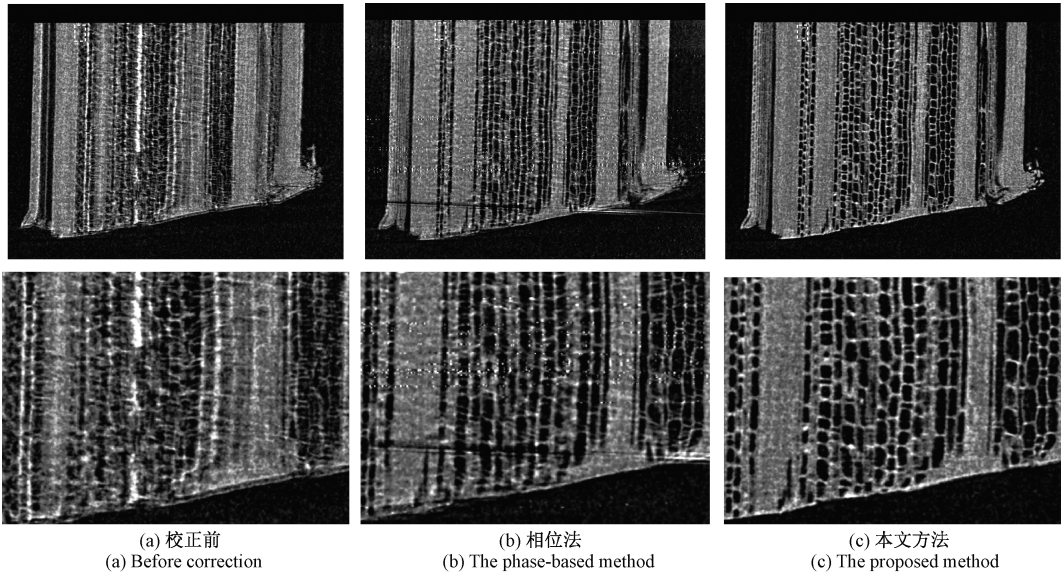 (a) 校正前
(a) Before correction
(b) 相位法
(b) The phase-based method
(c) 本文方法
(c) The proposed method